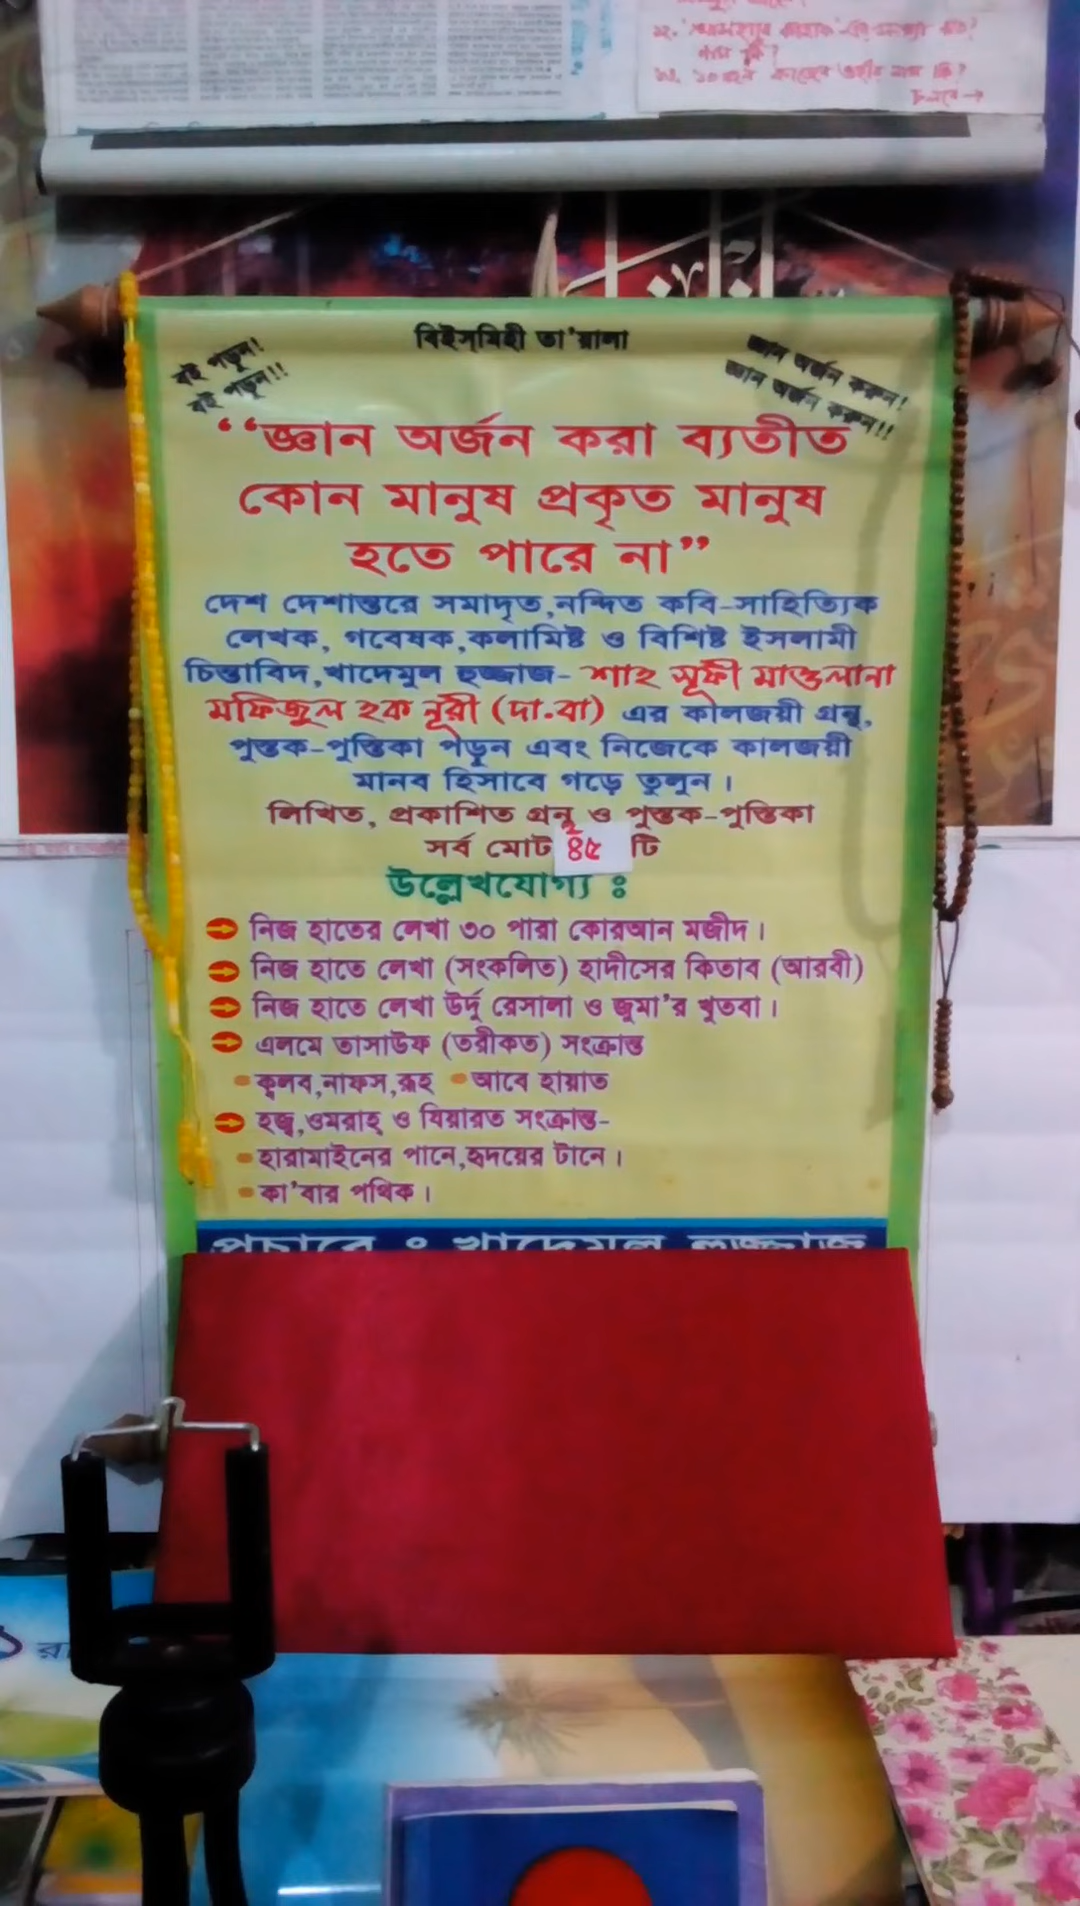 বই পড়ুন!
বই পড়ুন!!
বিইসমিহী তা'য়ালা
জ্ঞান অর্জন করুন!
জ্ঞান অর্জন করুন!!
“জ্ঞান অর্জন করা ব্যতীত
কোন মানুষ প্রকৃত মানুষ
হতে পারে না”
দেশ দেশান্তরে সমাদৃত,নন্দিত কবি-সাহিত্যিক
লেখক, গবেষক,কলামিষ্ট ও বিশিষ্ট ইসলামী
চিন্তাবিদ,খাদেমুল হুজ্জাজ- শাহ সূফী মাওলানা
মফিজুল হক নূরী (দা.বা) এর কালজয়ী গ্রন্থ,
পুস্তক-পুস্তিকা পড়ুন এবং নিজেকে কালজয়ী
মানব হিসাবে গড়ে তুলুন।
লিখিত, প্রকাশিত গ্রন্থ ও পুস্তক-পুস্তিকা
সর্ব মোট ৪৫ টি
উল্লেখযোগ্য ঃ
নিজ হাতের লেখা ৩০ পারা কোরআন মজীদ।
নিজ হাতে লেখা (সংকলিত) হাদীসের কিতাব (আরবী)
নিজ হাতে লেখা উর্দু রেসালা ও জুমা'র খুতবা।
এলমে তাসাউফ (তরীকত) সংক্রান্ত
ক্বলব,নাফস,রূহ আবে হায়াত
হজ্ব,ওমরাহ্ ও যিয়ারত সংক্রান্ত-
হারামাইনের পানে,হৃদয়ের টানে।
কা'বার পথিক।
প্রচারে ঃ খাদেমুল হুজ্জাজ